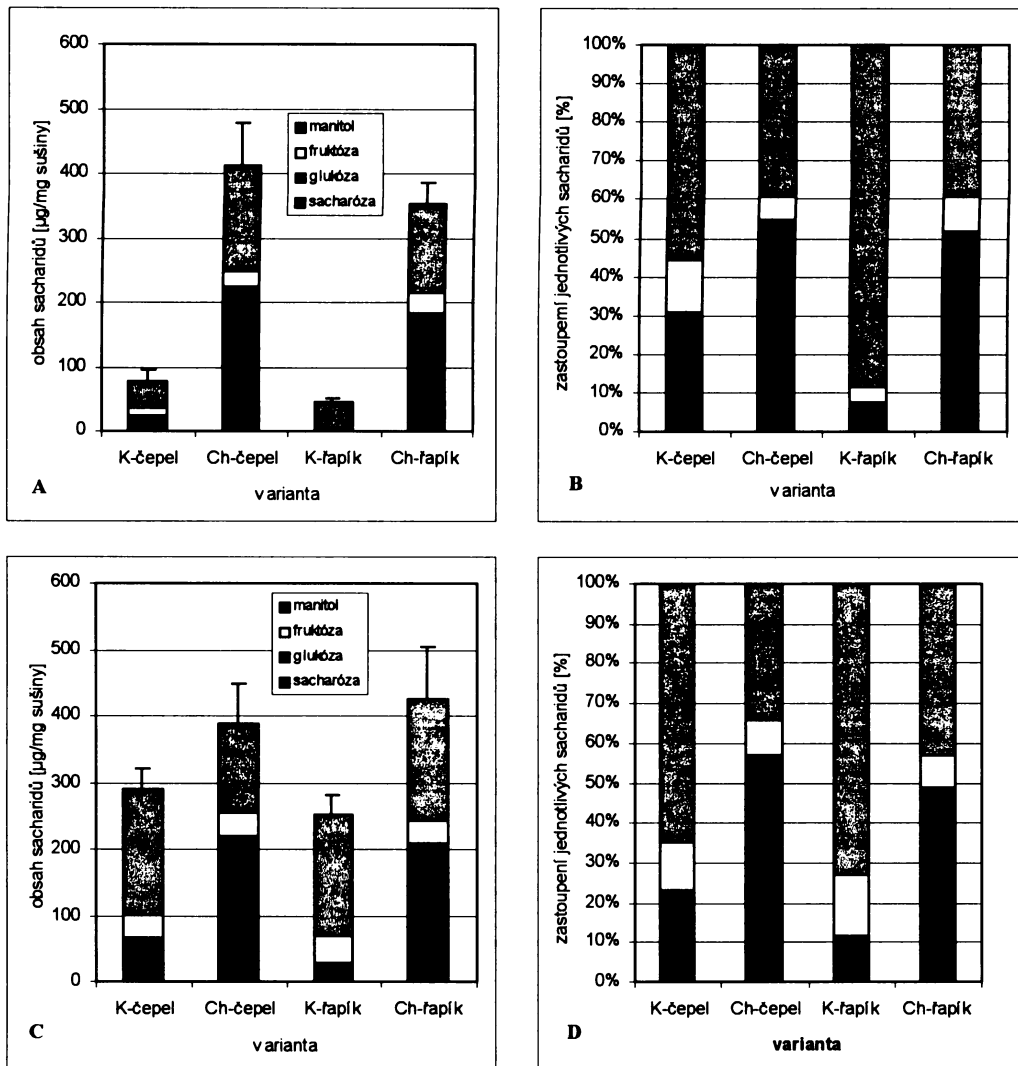 600
500
400
300
200
100
0
obsah sacharidů [µg/mg sušiny]
manitol
fruktóza
glukóza
sacharóza
K-čepel Ch-čepel K-řapík Ch-řapík
A
varianta
100%
90%
80%
70%
60%
50%
40%
30%
20%
10%
0%
zastoupení jednotlivých sacharidů [%]
K-čepel Ch-čepel K-řapík Ch-řapík
B
varianta
600
500
400
300
200
100
0
obsah sacharidů [µg/mg sušiny]
manitol
fruktóza
glukóza
sacharóza
K-čepel Ch-čepel K-řapík Ch-řapík
C
varianta
100%
90%
80%
70%
60%
50%
40%
30%
20%
10%
0%
zastoupení jednotlivých sacharidů [%]
K-čepel Ch-čepel K-řapík Ch-řapík
D
varianta